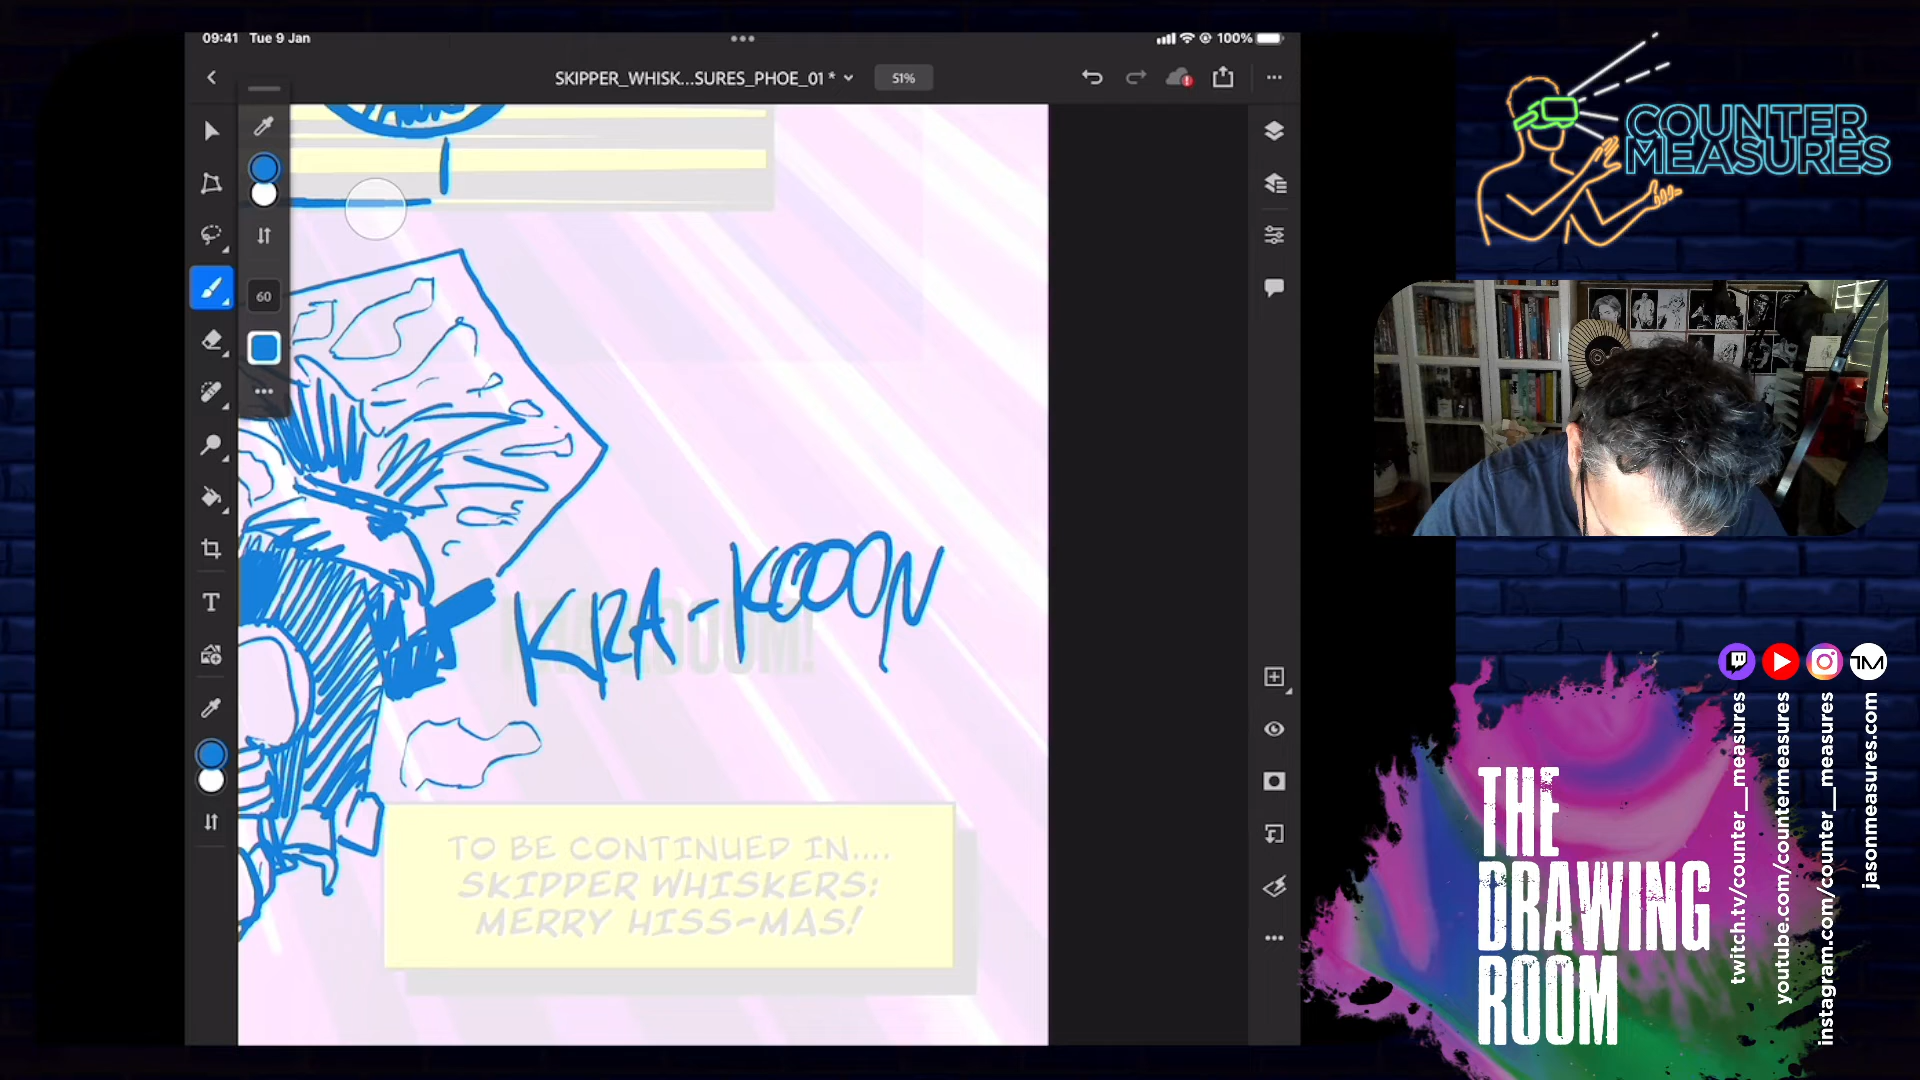 09:41 Tue 9 Jan
100%
SKIPPER_WHISK...SURES_PHOE_01 *
51%
60
KRA-KOOON
TO BE CONTINUED IN....
SKIPPER WHISKERS:
MERRY HISS-MAS!
COUNTER
MEASURES
THE
DRAWING
ROOM
twitch.tv/counter__measures
youtube.com/countermeasures
instagram.com/counter__measures
jasonmeasures.com